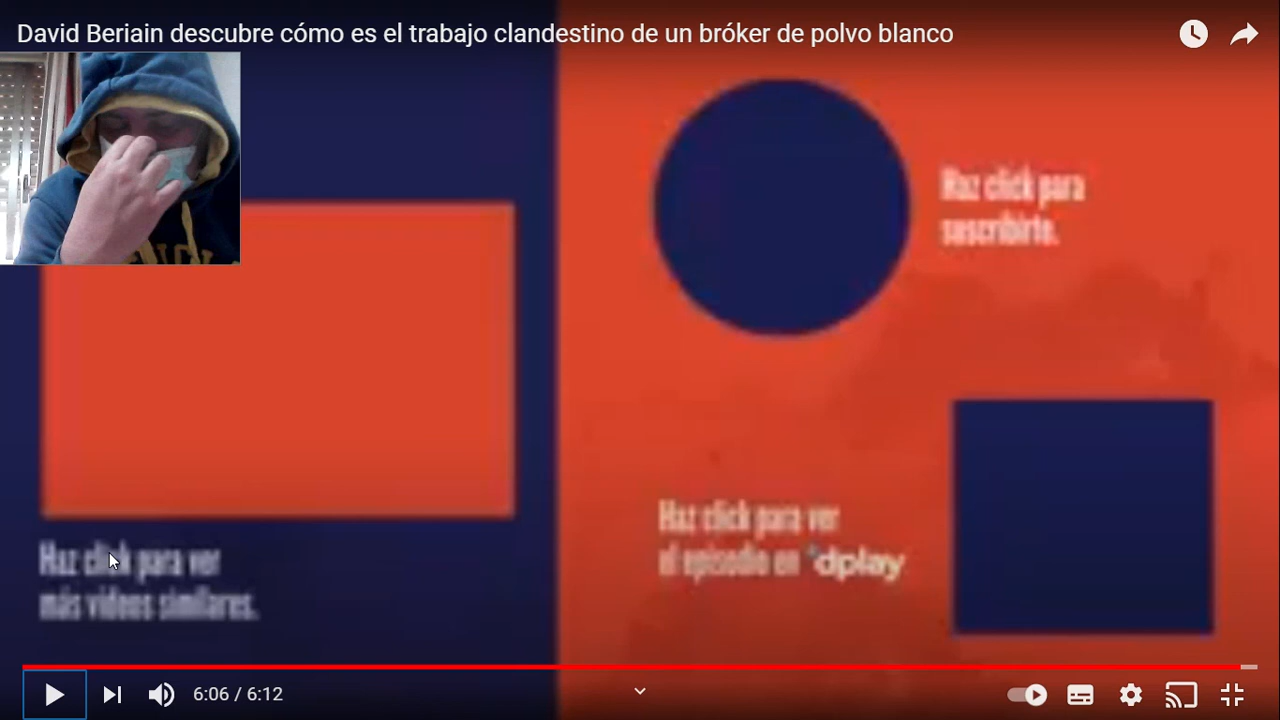 David Beriain descubre cómo es el trabajo clandestino de un bróker de polvo blanco
Haz click para
suscribirte.
Haz click para ver
el episodio en dplay
Haz click para ver
más videos similares.
6:06 / 6:12